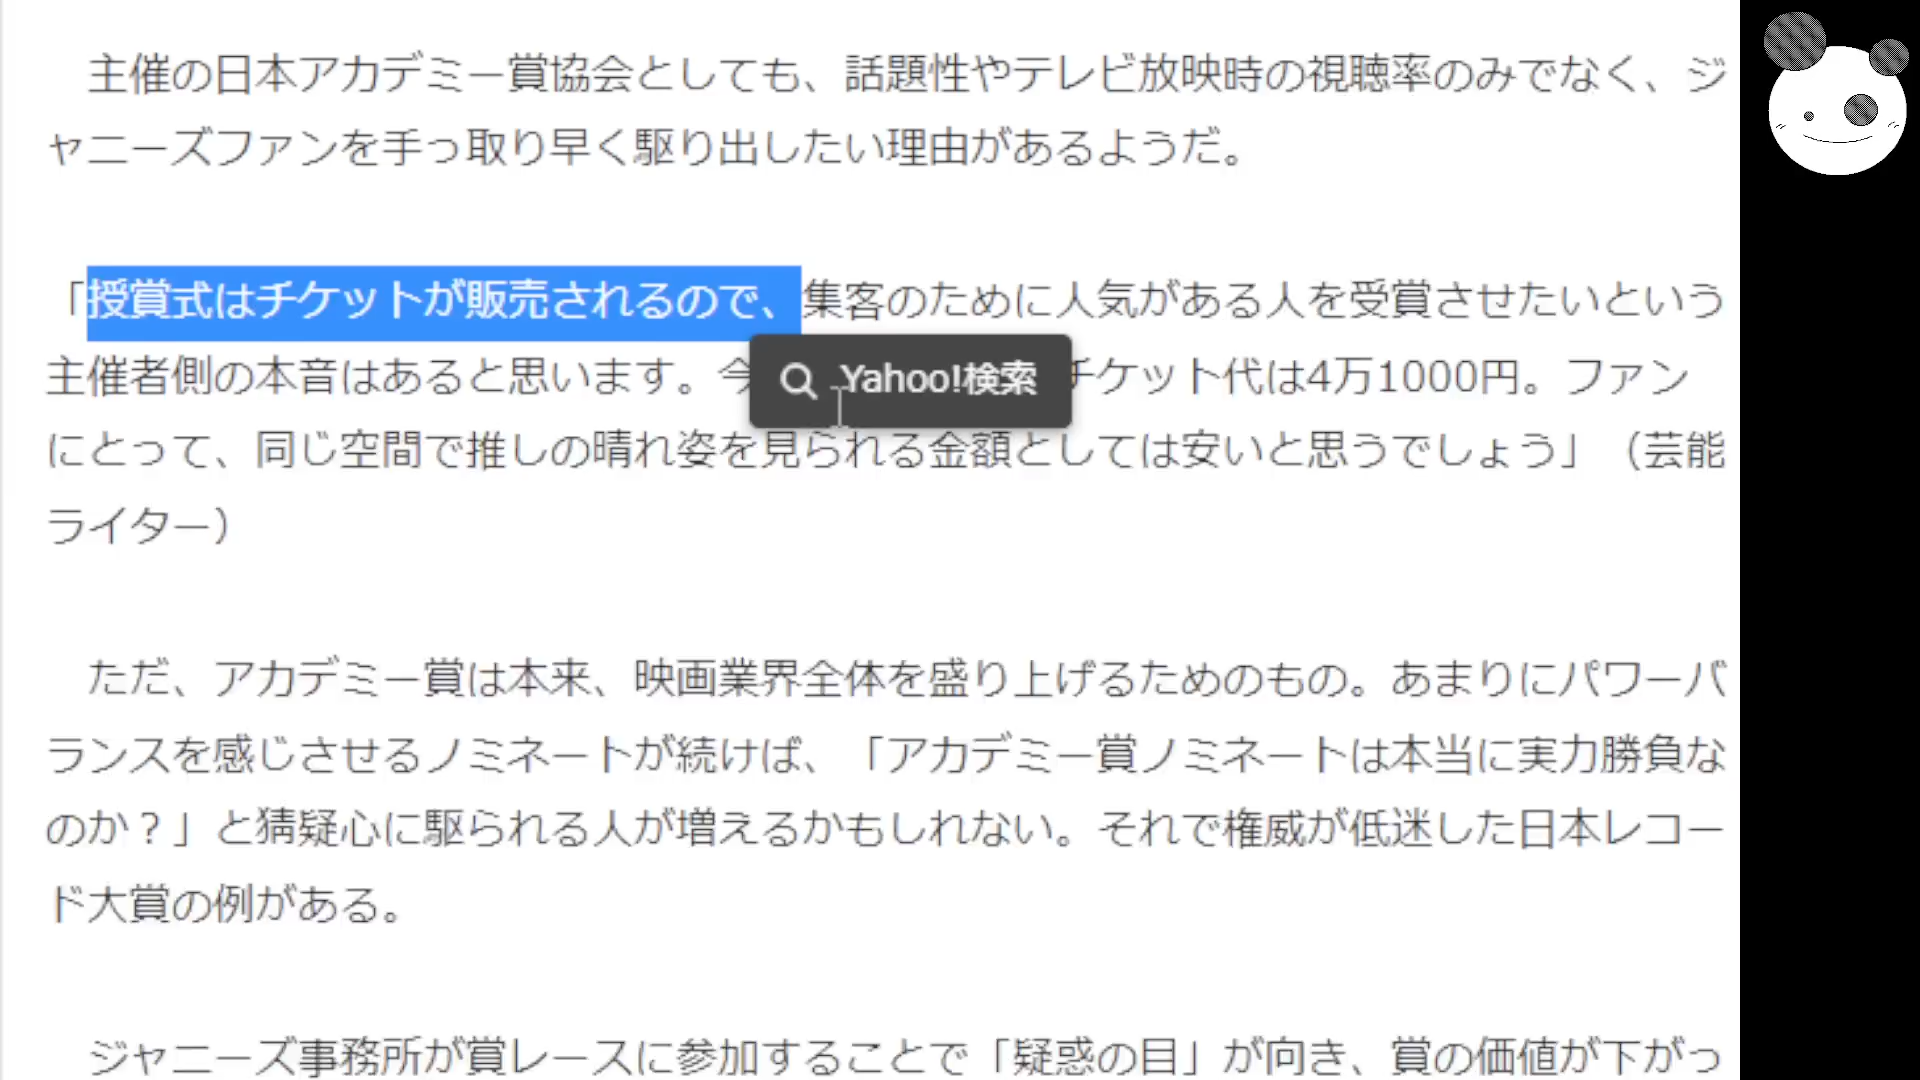 主催の日本アカデミー賞協会としても、話題性やテレビ放映時の視聴率のみでなく、ジ
ャニーズファンを手っ取り早く駆り出したい理由があるようだ。
「授賞式はチケットが販売されるので、集客のために人気がある人を受賞させたいという
主催者側の本音はあると思います。今
Yahoo!検索
チケット代は4万1000円。ファン
にとって、同じ空間で推しの晴れ姿を見られる金額としては安いと思うでしょう」（芸能
ライター）
ただ、アカデミー賞は本来、映画業界全体を盛り上げるためのもの。あまりにパワーバ
ランスを感じさせるノミネートが続けば、「アカデミー賞ノミネートは本当に実力勝負な
のか？」と猜疑心に駆られる人が増えるかもしれない。それで権威が低迷した日本レコー
ド大賞の例がある。
ジャニーズ事務所が賞レースに参加することで「疑惑の目」が向き、賞の価値が下がっ